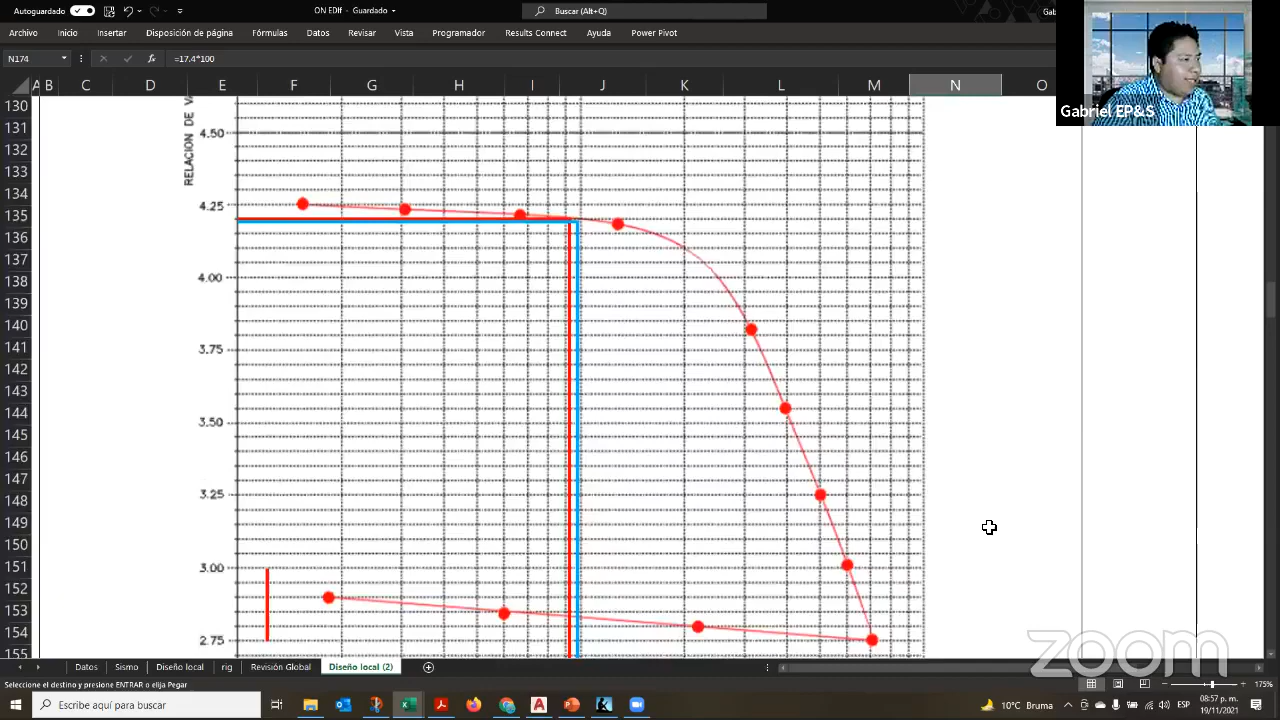 Autoguardado
ON EDIF - Guardado
Buscar (Alt+Q)
Gab
Archivo Inicio Insertar Disposición de página Fórmulas Datos Revisar Vista Programador Results Connect Ayuda Power Pivot
N174
fx =17.4*100
Gabriel EP&S
A B C D E F G H I J K L M N O
130
131
132
133
134
135
136
137
138
139
140
141
142
143
144
145
146
147
148
149
150
151
152
153
154
155
RELACION DE
4.50
4.25
4.00
3.75
3.50
3.25
3.00
2.75
zoom
Datos Sismo Diseño local rig Revisión Global Diseño local (2)
Seleccione el destino y presione ENTRAR o elija Pegar
175%
Escribe aquí para buscar
10°C Bruma
ESP
08:57 p. m.
19/11/2021